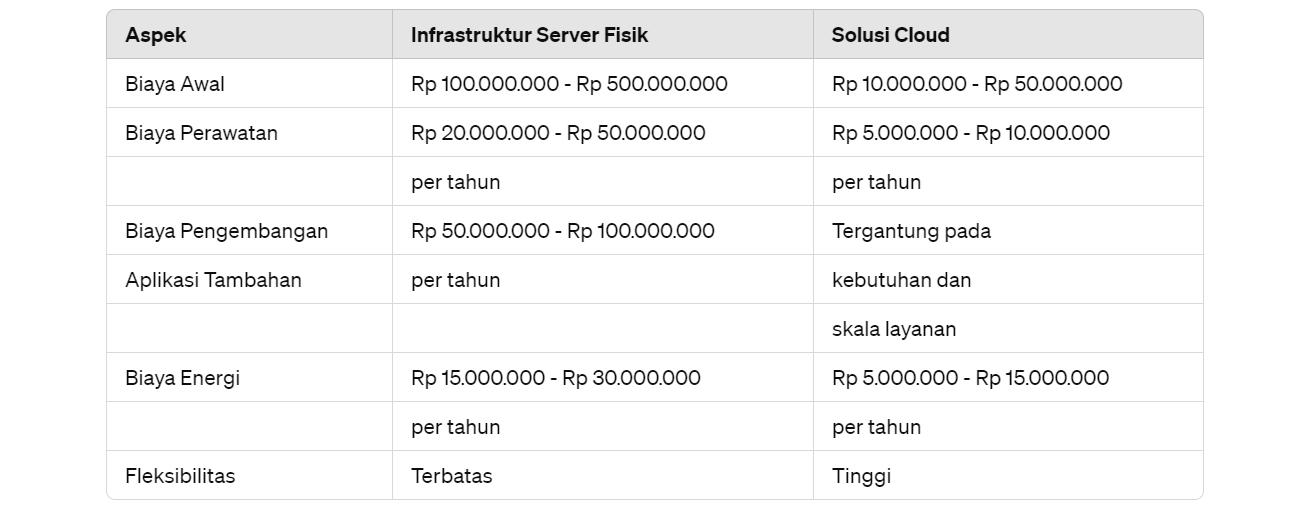 Aspek Infrastruktur Server Fisik Solusi Cloud
Biaya Awal Rp 100.000.000 - Rp 500.000.000 Rp 10.000.000 - Rp 50.000.000
Biaya Perawatan Rp 20.000.000 - Rp 50.000.000 Rp 5.000.000 - Rp 10.000.000
per tahun per tahun
Biaya Pengembangan Rp 50.000.000 - Rp 100.000.000 Tergantung pada
Aplikasi Tambahan per tahun kebutuhan dan
skala layanan
Biaya Energi Rp 15.000.000 - Rp 30.000.000 Rp 5.000.000 - Rp 15.000.000
per tahun per tahun
Fleksibilitas Terbatas Tinggi